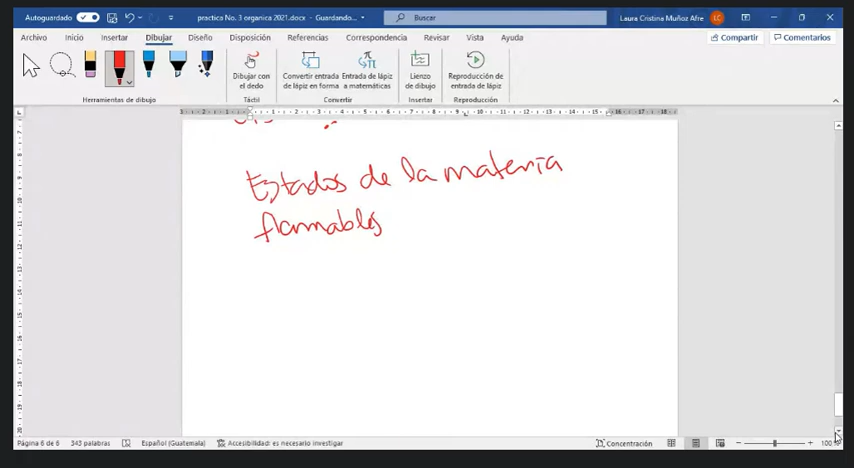 Autoguardado practica No. 3 organica 2021.docx - Guardando... Buscar Laura Cristina Muñoz Afre LC
Archivo Inicio Insertar Dibujar Diseño Disposición Referencias Correspondencia Revisar Vista Ayuda Compartir Comentarios
Dibujar con el dedo
Convertir entrada de lápiz en forma
Entrada de lápiz a matemáticas
Lienzo de dibujo
Reproducción de entrada de lápiz
Herramientas de dibujo Táctil Convertir Insertar Reproducción
Estados de la materia
flamables
Página 6 de 6 343 palabras Español (Guatemala) Accesibilidad: es necesario investigar Concentración 100 %